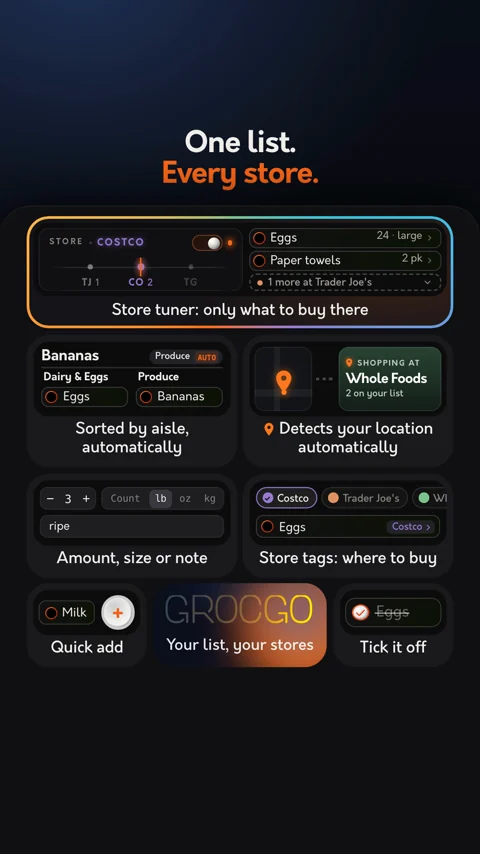 One list.
Every store.
STORE · COSTCO
TJ 1
CO 2
TG
Eggs
24 · large ›
Paper towels
2 pk ›
1 more at Trader Joe's
Store tuner: only what to buy there
Bananas
Produce AUTO
Dairy & Eggs
Produce
Eggs
Bananas
Sorted by aisle,
automatically
SHOPPING AT
Whole Foods
2 on your list
Detects your location
automatically
− 3 +
Count lb oz kg
ripe
Amount, size or note
Costco
Trader Joe's
Eggs
Costco ›
Store tags: where to buy
Milk
+
Quick add
GROCGO
Your list, your stores
Eggs
Tick it off